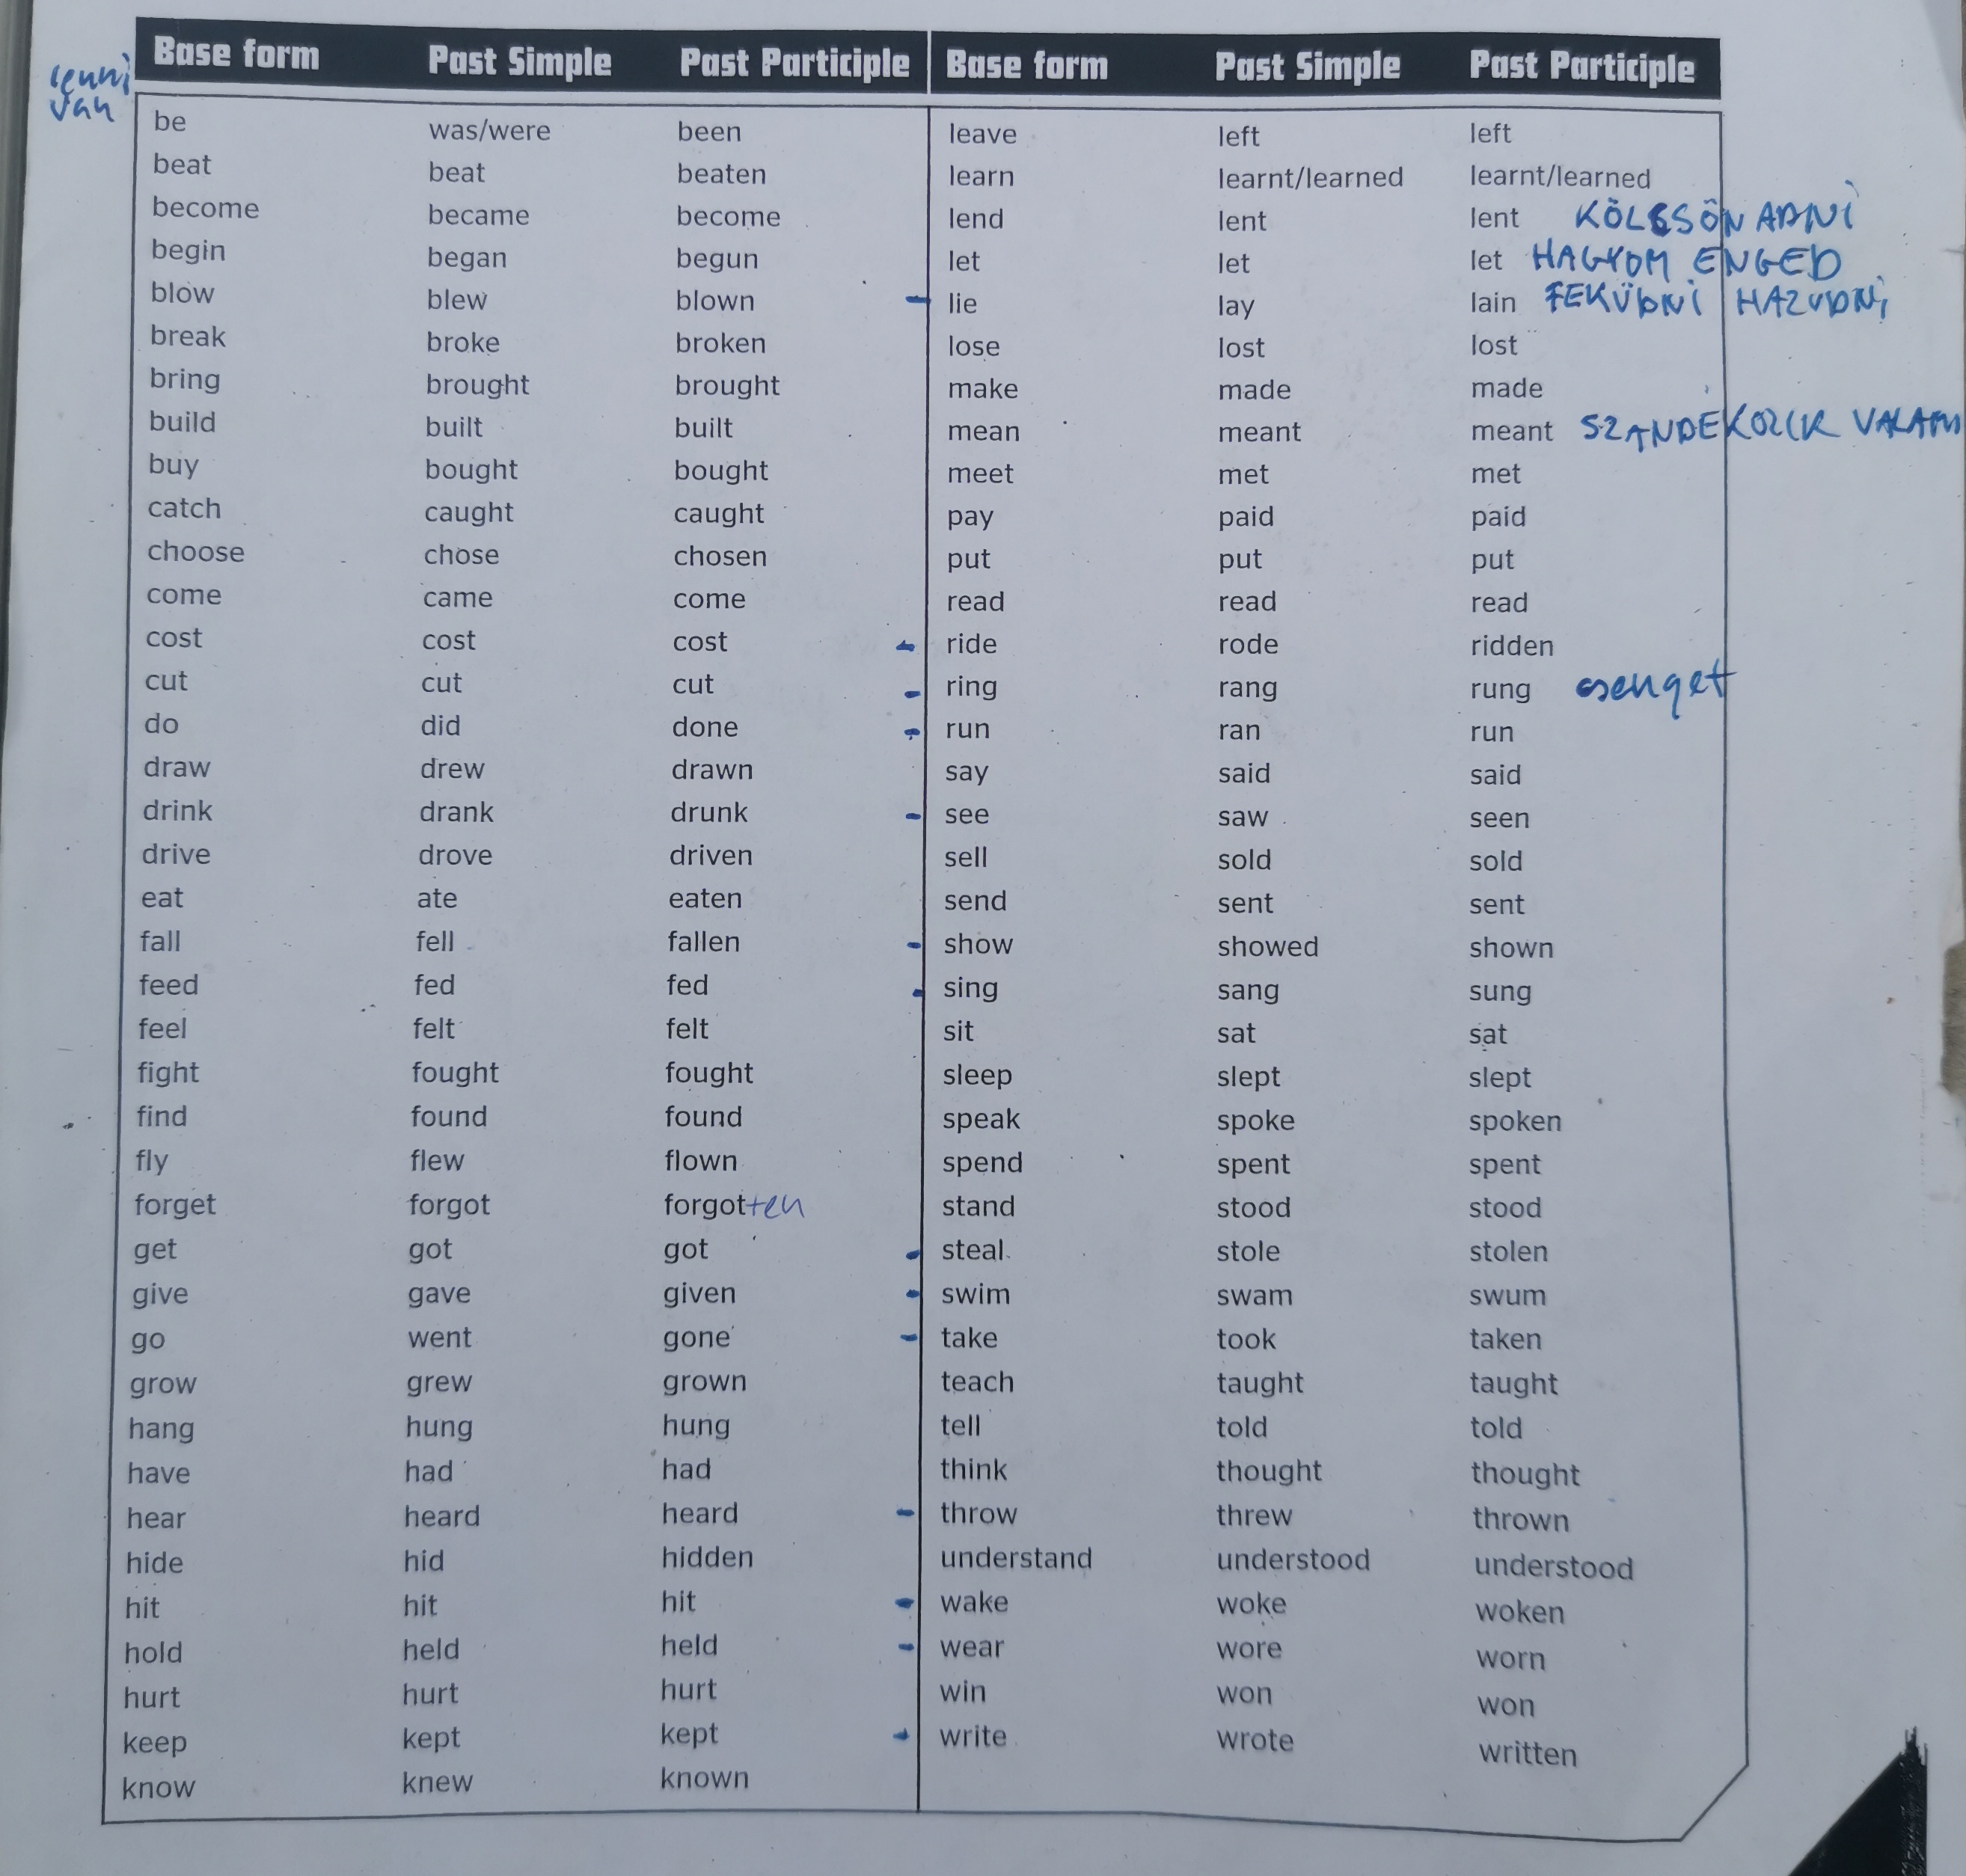 Base form Past Simple Past Participle Base form Past Simple Past Participle
lenni
van
be was/were been leave left left
beat beat beaten learn learnt/learned learnt/learned
become became become lend lent lent KÖLCSÖN ADNI
begin began begun let let let HAGYOM ENGED
blow blew blown - lie lay lain FEKÜDNI HAZUDNI
break broke broken lose lost lost
bring brought brought make made made
build built built mean meant meant SZÁNDÉKOZIK VALAMI
buy bought bought meet met met
catch caught caught pay paid paid
choose chose chosen put put put
come came come read read read
cost cost cost - ride rode ridden
cut cut cut - ring rang rung csenget
do did done - run ran run
draw drew drawn say said said
drink drank drunk - see saw seen
drive drove driven sell sold sold
eat ate eaten send sent sent
fall fell fallen - show showed shown
feed fed fed - sing sang sung
feel felt felt sit sat sat
fight fought fought sleep slept slept
find found found speak spoke spoken
fly flew flown spend spent spent
forget forgot forgotten stand stood stood
get got got - steal stole stolen
give gave given - swim swam swum
go went gone - take took taken
grow grew grown teach taught taught
hang hung hung tell told told
have had had think thought thought
hear heard heard - throw threw thrown
hide hid hidden understand understood understood
hit hit hit - wake woke woken
hold held held - wear wore worn
hurt hurt hurt win won won
keep kept kept - write wrote written
know knew known